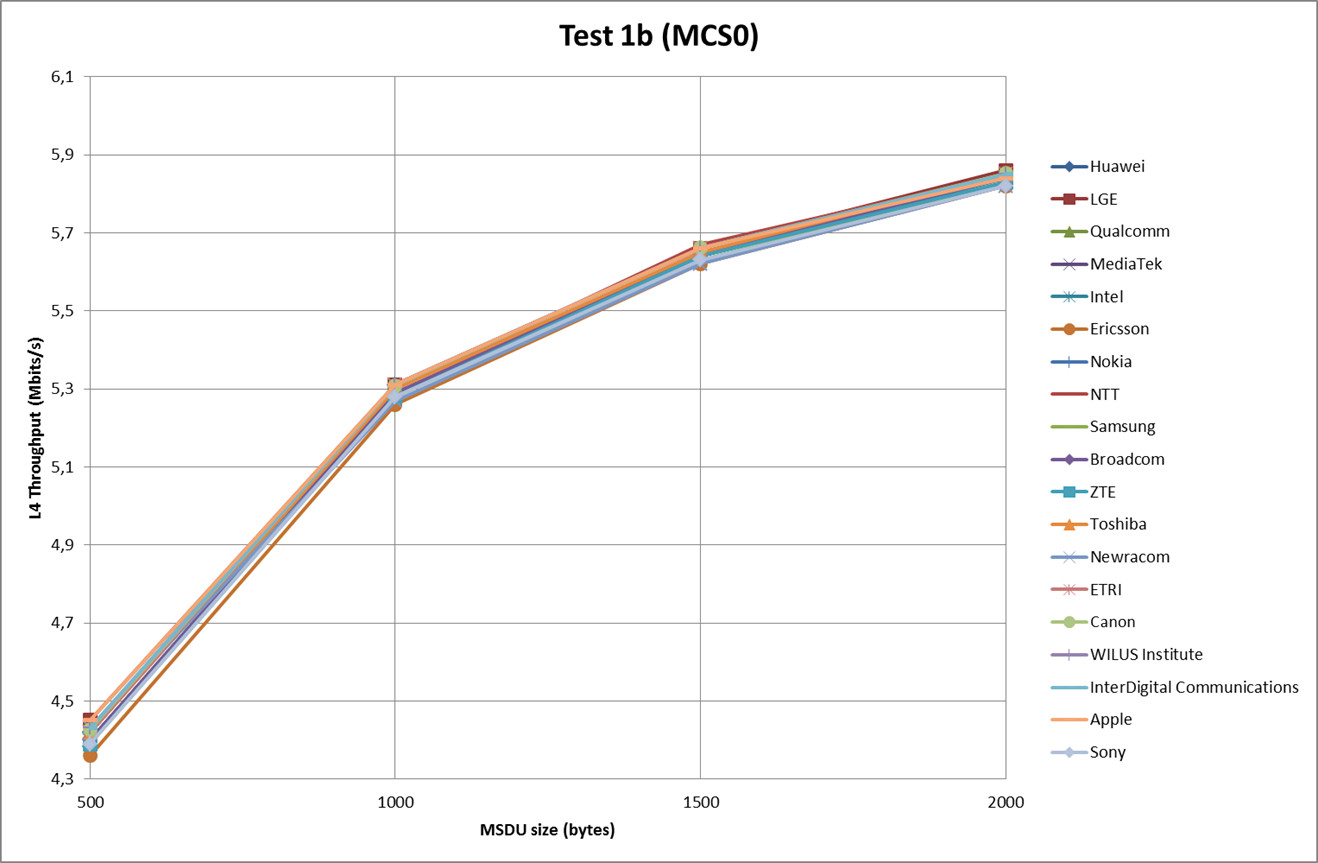 Test 1b (MCS0)
6,1
5,9
5,7
5,5
5,3
5,1
4,9
4,7
4,5
4,3
L4 Throughput (Mbits/s)
500
1000
1500
2000
MSDU size (bytes)
Huawei
LGE
Qualcomm
MediaTek
Intel
Ericsson
Nokia
NTT
Samsung
Broadcom
ZTE
Toshiba
Newracom
ETRI
Canon
WILUS Institute
InterDigital Communications
Apple
Sony